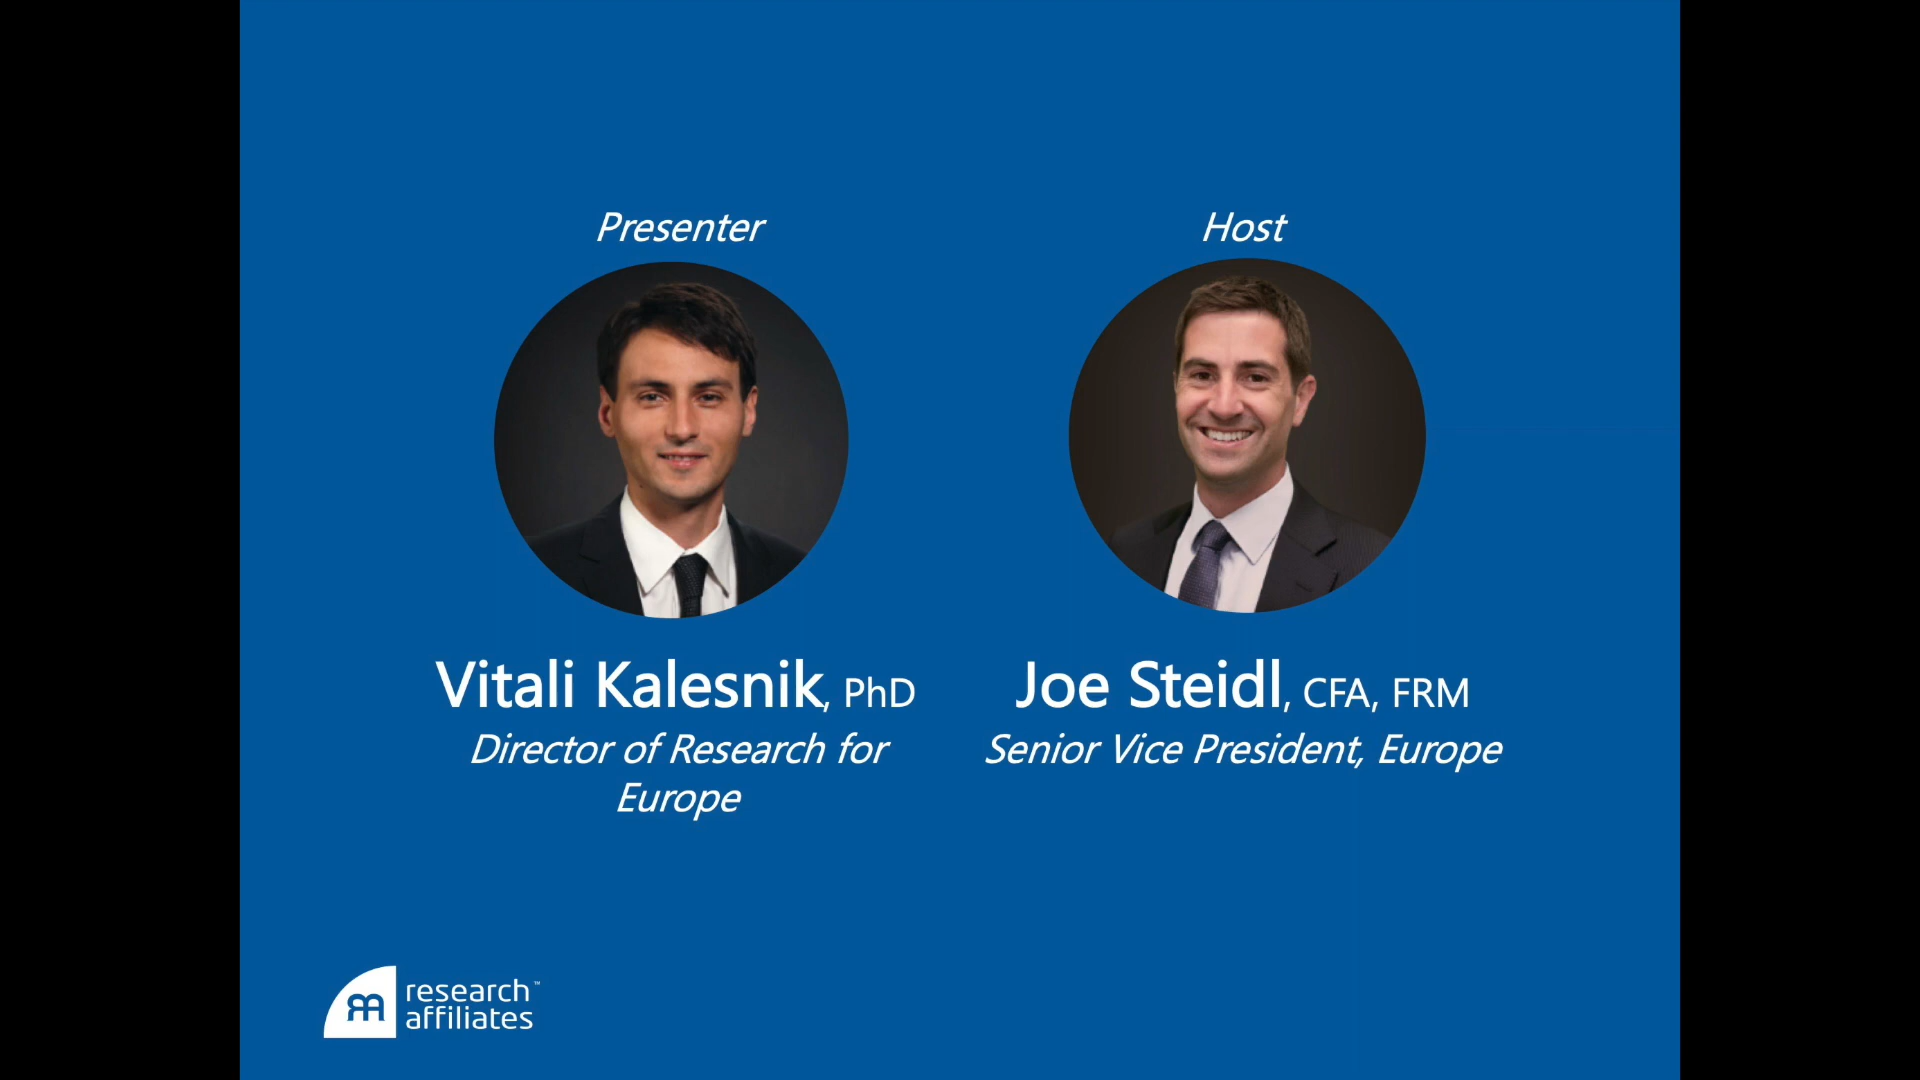 Presenter
Host
Vitali Kalesnik, PhD
Director of Research for
Europe
Joe Steidl, CFA, FRM
Senior Vice President, Europe
research™
affiliates